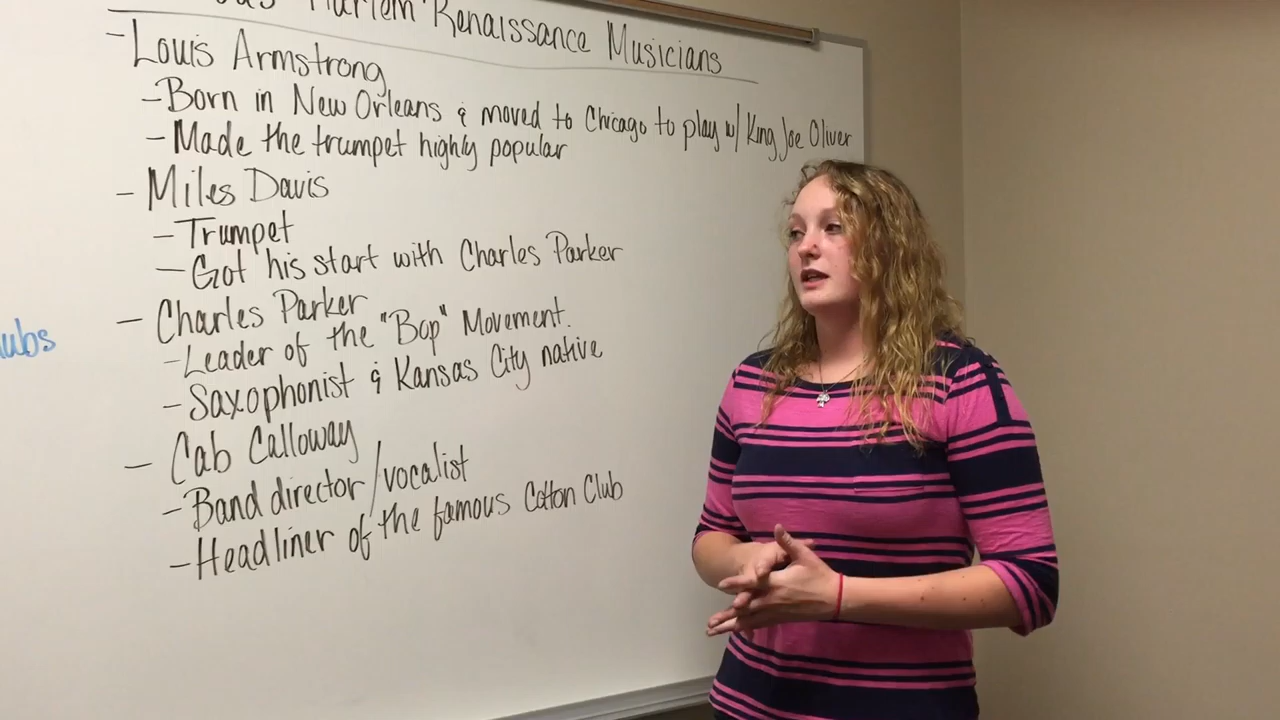 Harlem Renaissance Musicians
- Louis Armstrong
- Born in New Orleans & moved to Chicago to play w/ King Joe Oliver
- Made the trumpet highly popular
- Miles Davis
- Trumpet
- Got his start with Charles Parker
- Charles Parker
- Leader of the "Bop" Movement.
- Saxophonist & Kansas City native
- Cab Calloway
- Band director/vocalist
- Headliner of the famous Cotton Club